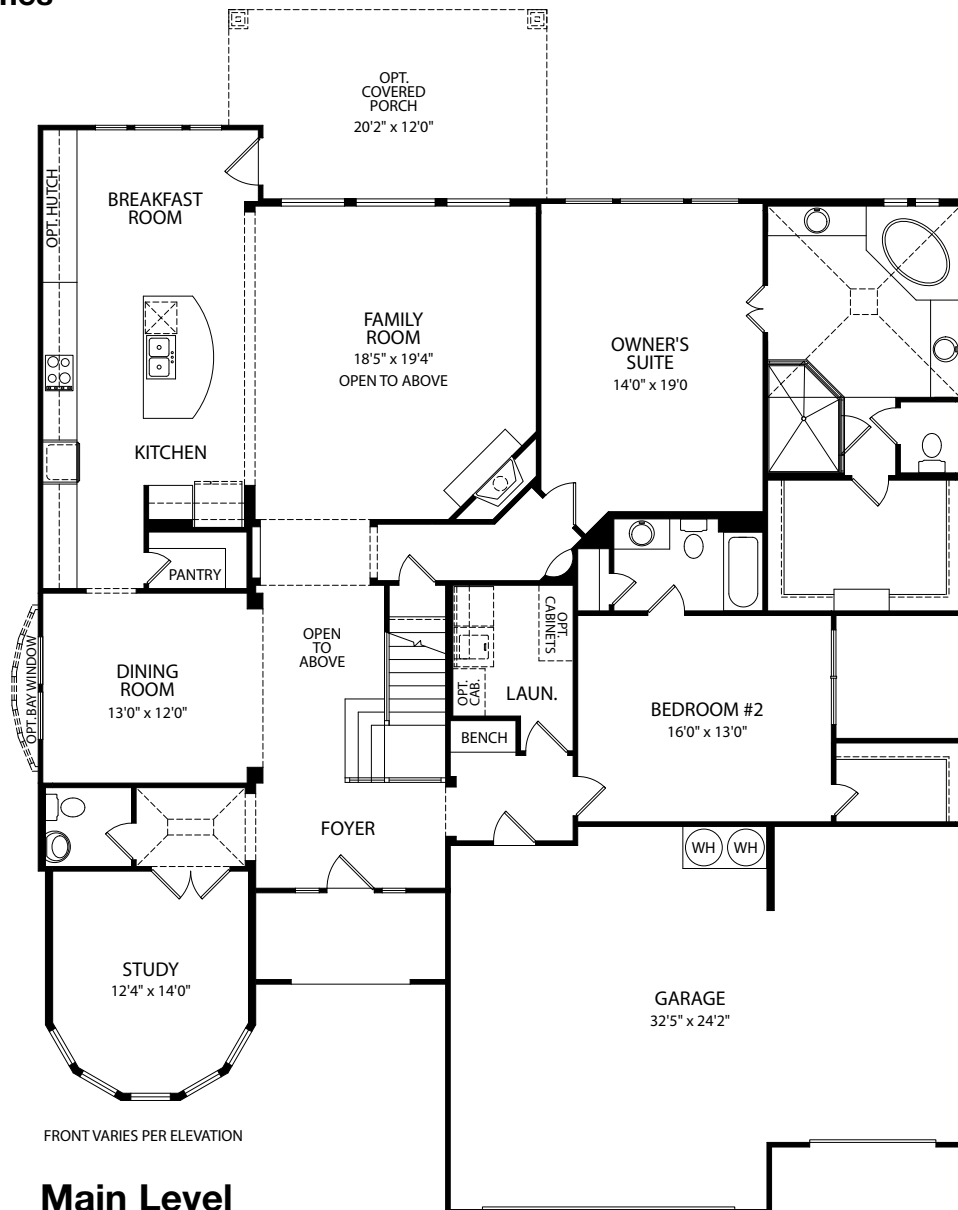 OPT.
COVERED
PORCH
20'2" x 12'0"
OPT. HUTCH
BREAKFAST
ROOM
FAMILY
ROOM
18'5" x 19'4"
OPEN TO ABOVE
OWNER'S
SUITE
14'0" x 19'0
KITCHEN
PANTRY
OPT. BAY WINDOW
DINING
ROOM
13'0" x 12'0"
OPEN
TO
ABOVE
OPT.
CABINETS
OPT.
CAB.
LAUN.
BENCH
BEDROOM #2
16'0" x 13'0"
FOYER
WH
WH
STUDY
12'4" x 14'0"
GARAGE
32'5" x 24'2"
FRONT VARIES PER ELEVATION
Main Level